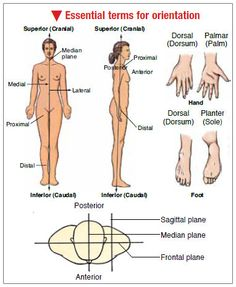 ▼ Essential terms for orientation
Superior (Cranial)
Superior (Cranial)
Median
plane
Medial
Lateral
Proximal
Distal
Inferior (Caudal)
Proximal
Posterior
Anterior
Distal
Inferior (Caudal)
Dorsal
(Dorsum)
Palmar
(Palm)
Hand
Dorsal
(Dorsum)
Planter
(Sole)
Foot
Posterior
Sagittal plane
Median plane
Frontal plane
Anterior